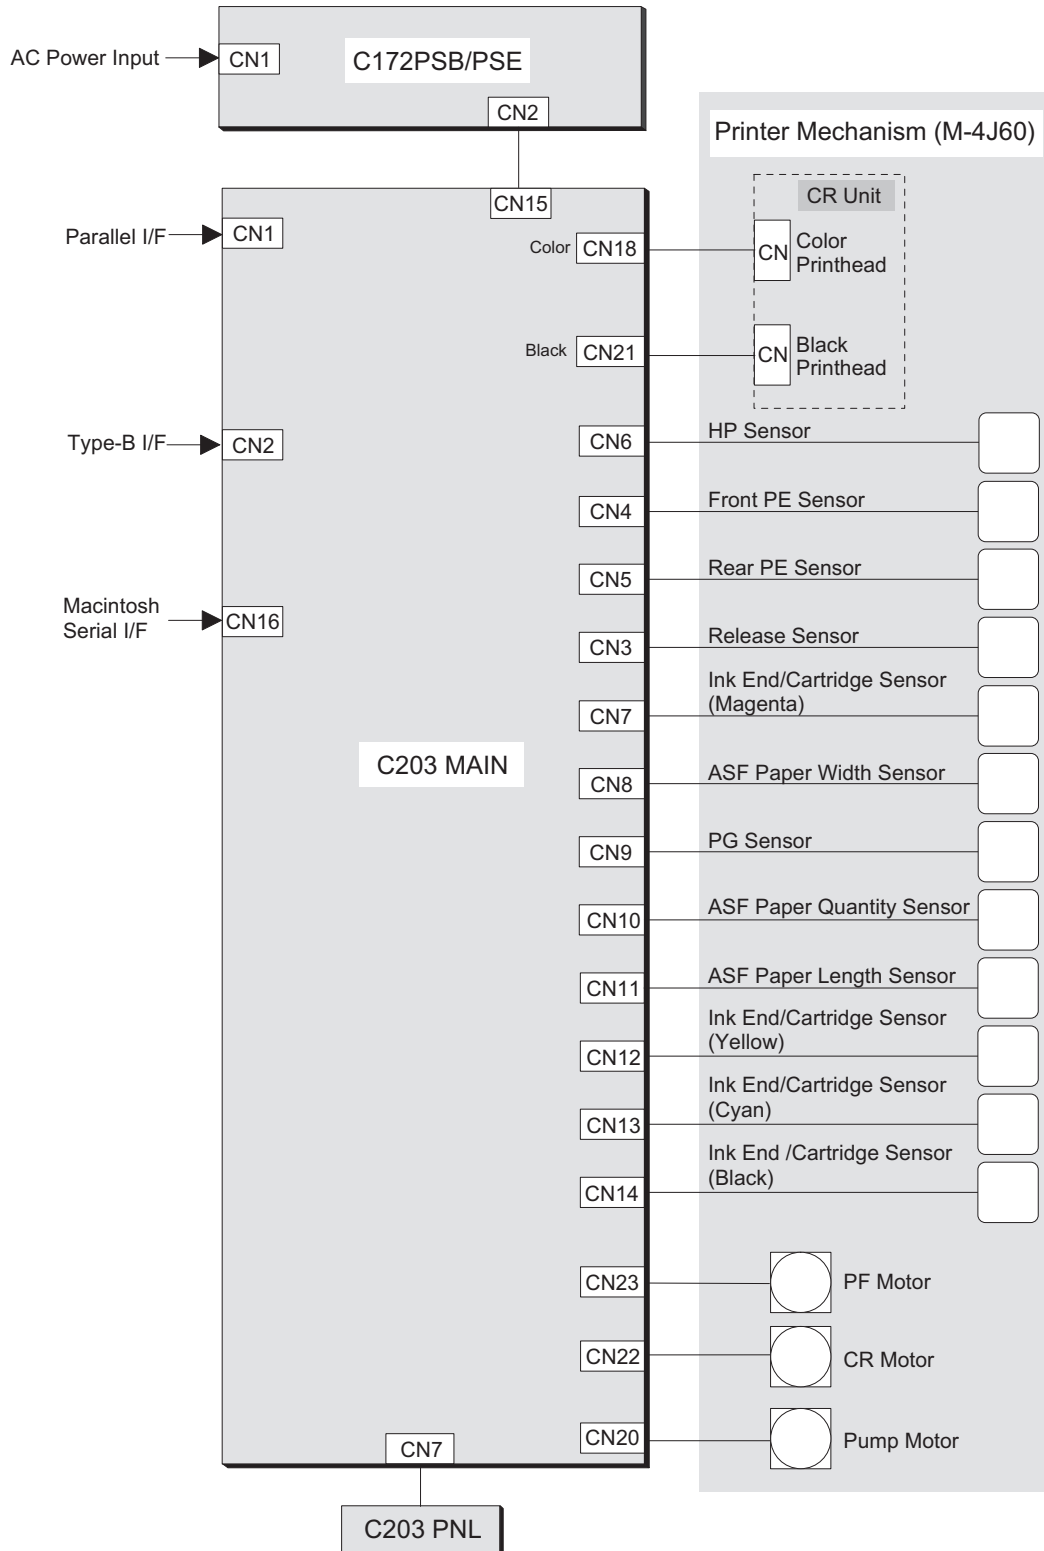 AC Power Input
CN1
C172PSB/PSE
CN2
Printer Mechanism (M-4J60)
CR Unit
CN15
Parallel I/F
CN1
Color
CN18
CN
Color
Printhead
Black
CN21
CN
Black
Printhead
Type-B I/F
CN2
CN6
HP Sensor
CN4
Front PE Sensor
CN5
Rear PE Sensor
Macintosh
Serial I/F
CN16
CN3
Release Sensor
CN7
Ink End/Cartridge Sensor
(Magenta)
C203 MAIN
CN8
ASF Paper Width Sensor
CN9
PG Sensor
CN10
ASF Paper Quantity Sensor
CN11
ASF Paper Length Sensor
CN12
Ink End/Cartridge Sensor
(Yellow)
CN13
Ink End/Cartridge Sensor
(Cyan)
CN14
Ink End /Cartridge Sensor
(Black)
CN23
PF Motor
CN22
CR Motor
CN20
Pump Motor
CN7
C203 PNL